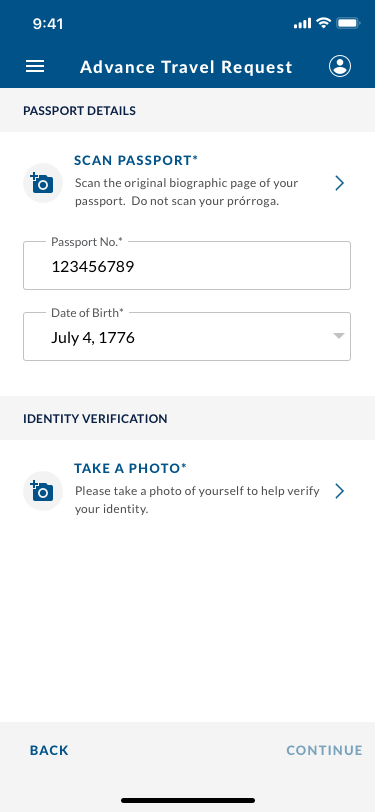 9:41
Advance Travel Request
PASSPORT DETAILS
SCAN PASSPORT*
Scan the original biographic page of your
passport.  Do not scan your prórroga.
Passport No.*
123456789
Date of Birth*
July 4, 1776
IDENTITY VERIFICATION
TAKE A PHOTO*
Please take a photo of yourself to help verify
your identity.
BACK
CONTINUE